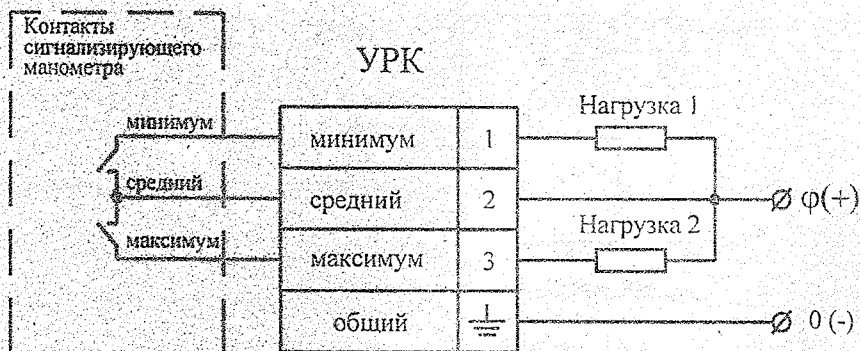 Контакты
сигнализирующего
манометра
УРК
минимум
средний
максимум
минимум 1
средний 2
максимум 3
общий
Нагрузка 1
Нагрузка 2
φ(+)
0 (-)